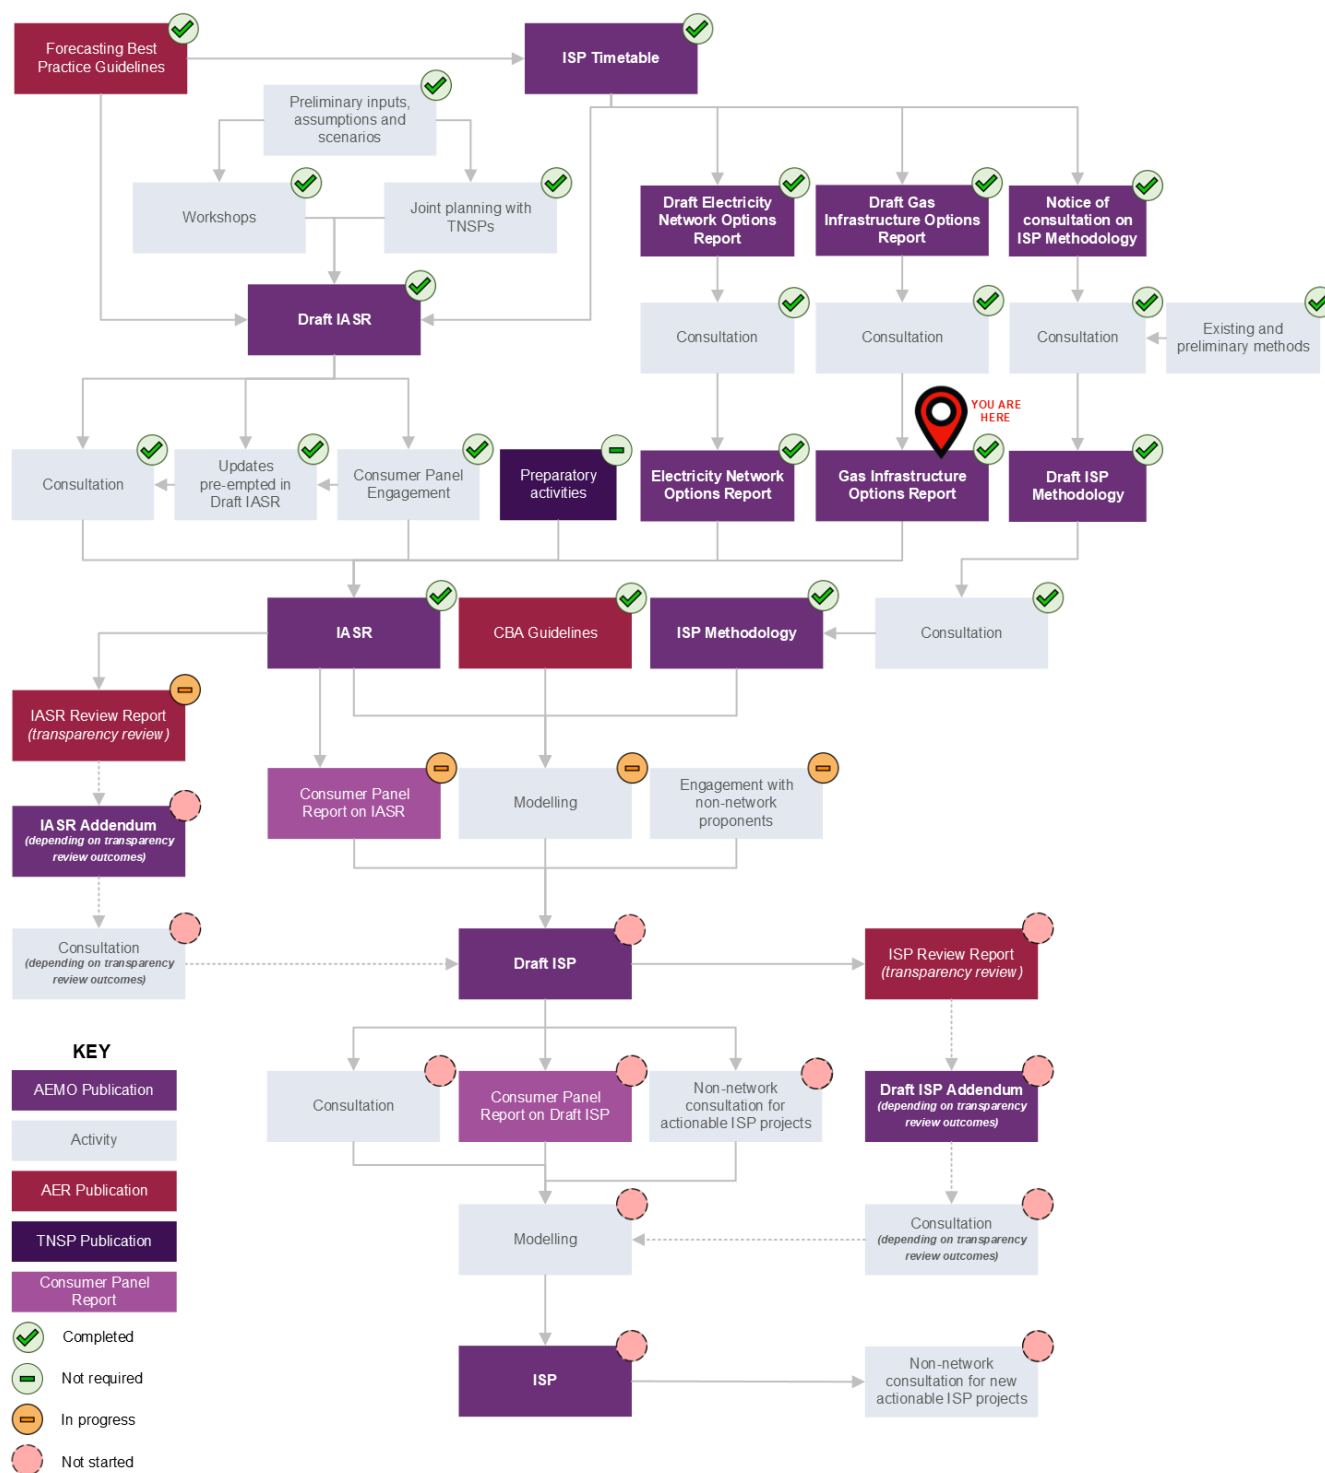 Forecasting Best
Practice Guidelines
ISP Timetable
Preliminary inputs,
assumptions and
scenarios
Workshops
Joint planning with
TNSPs
Draft Electricity
Network Options
Report
Draft Gas
Infrastructure Options
Report
Notice of
consultation on
ISP Methodology
Draft IASR
Consultation
Consultation
Consultation
Existing and
preliminary methods
YOU ARE
HERE
Consultation
Updates
pre-empted in
Draft IASR
Consumer Panel
Engagement
Preparatory
activities
Electricity Network
Options Report
Gas Infrastructure
Options Report
Draft ISP
Methodology
IASR
CBA Guidelines
ISP Methodology
Consultation
IASR Review Report
(transparency review)
Consumer Panel
Report on IASR
Modelling
Engagement with
non-network
proponents
IASR Addendum
(depending on transparency
review outcomes)
Consultation
(depending on transparency
review outcomes)
Draft ISP
ISP Review Report
(transparency review)
Consultation
Consumer Panel
Report on Draft ISP
Non-network
consultation for
actionable ISP projects
Draft ISP Addendum
(depending on transparency
review outcomes)
Modelling
Consultation
(depending on transparency
review outcomes)
ISP
Non-network
consultation for new
actionable ISP projects
KEY
AEMO Publication
Activity
AER Publication
TNSP Publication
Consumer Panel
Report
Completed
Not required
In progress
Not started